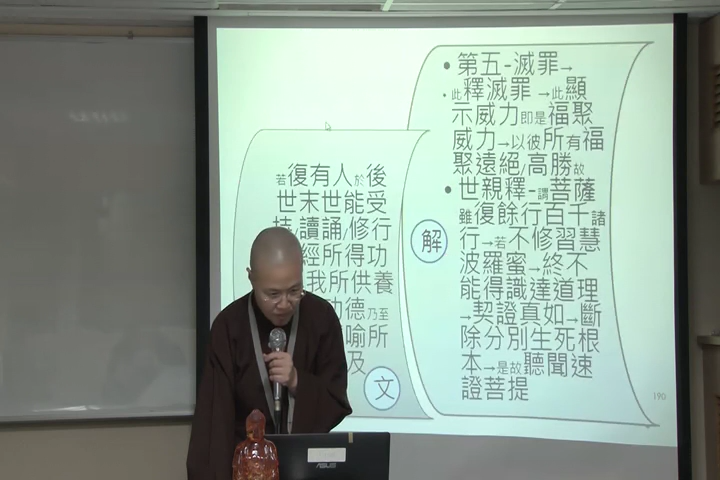 • 第五-滅罪→
• 此釋滅罪→此顯
示威力即是福聚
威力→以彼所有福
聚遠絕/高勝故
• 世親釋-謂菩薩
雖復餘行百千諸
行→若不修習慧
波羅蜜→終不
能得識達道理
→契證真如→斷
除分別生死根
本→是故聽聞速
證菩提
解
若復有人於後
世末世能受
持/讀誦/修行
經所得功
我所供養
功德乃至
喻所
及
文
190
ASUS